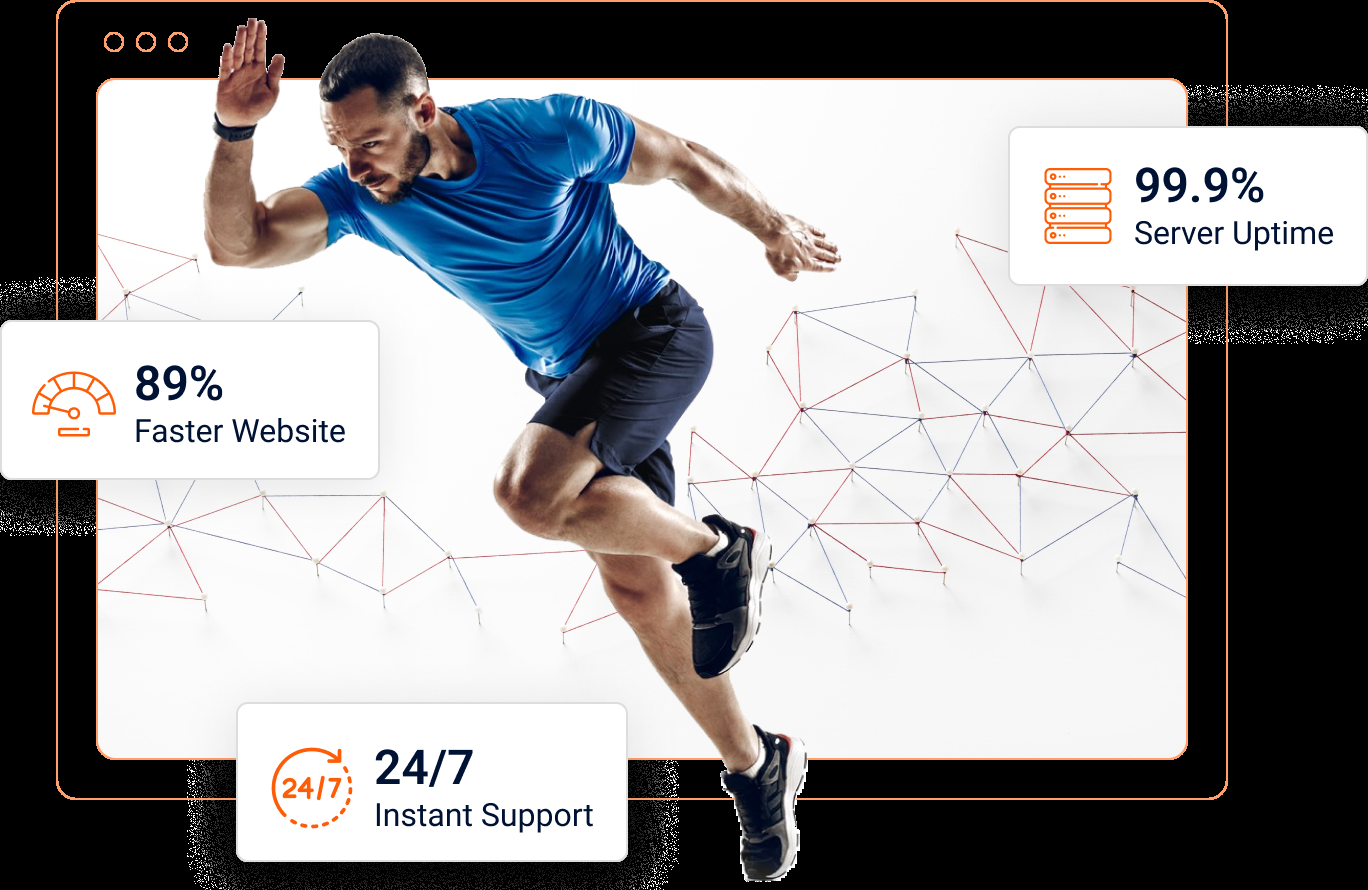 99.9%
Server Uptime
89%
Faster Website
24/7
24/7
Instant Support